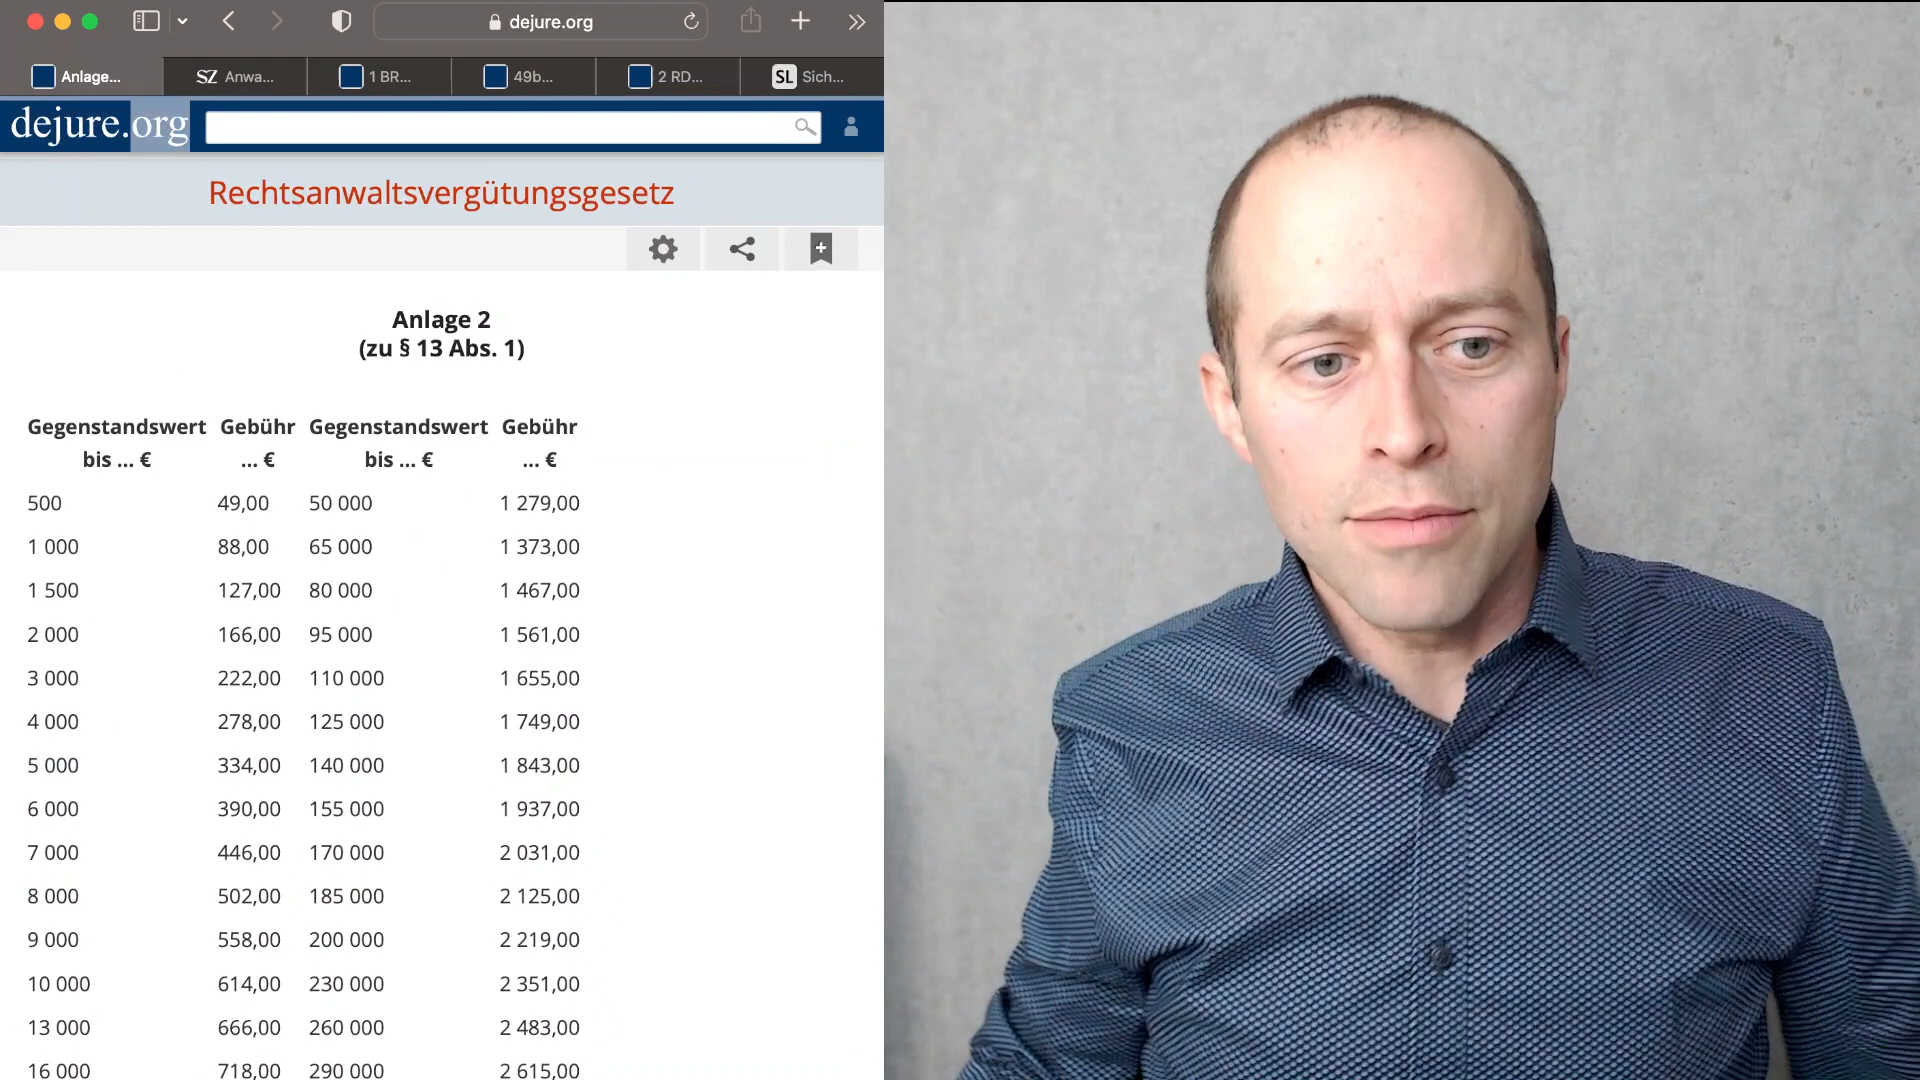 dejure.org
Anlage...
SZ Anwa...
1 BR...
49b...
2 RD...
SL Sich...
dejure.org
Rechtsanwaltsvergütungsgesetz
Anlage 2
(zu § 13 Abs. 1)
Gegenstandswert Gebühr Gegenstandswert Gebühr
bis ... € ... € bis ... € ... €
500 49,00 50 000 1 279,00
1 000 88,00 65 000 1 373,00
1 500 127,00 80 000 1 467,00
2 000 166,00 95 000 1 561,00
3 000 222,00 110 000 1 655,00
4 000 278,00 125 000 1 749,00
5 000 334,00 140 000 1 843,00
6 000 390,00 155 000 1 937,00
7 000 446,00 170 000 2 031,00
8 000 502,00 185 000 2 125,00
9 000 558,00 200 000 2 219,00
10 000 614,00 230 000 2 351,00
13 000 666,00 260 000 2 483,00
16 000 718,00 290 000 2 615,00